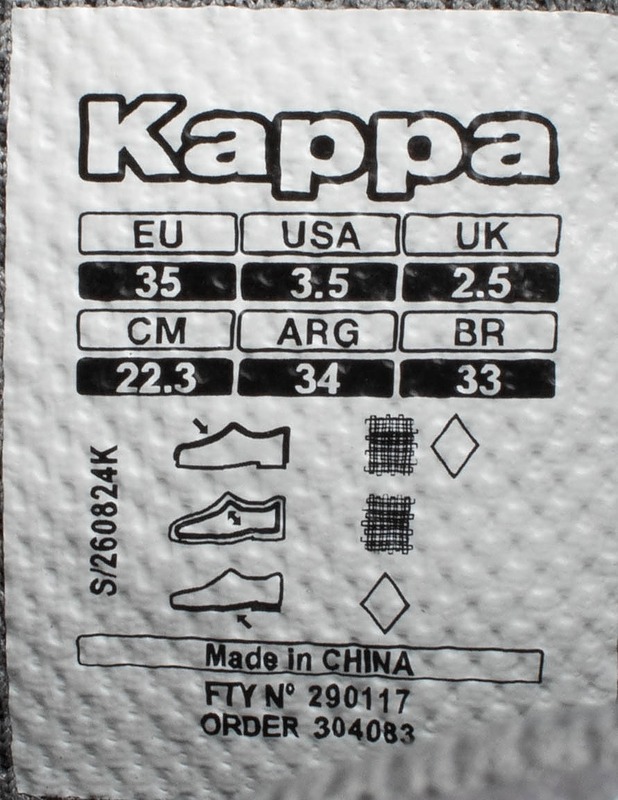 Kappa
EU USA UK
35 3.5 2.5
CM ARG BR
22.3 34 33
S/260824K
Made in CHINA
FTY Nº 290117
ORDER 304083